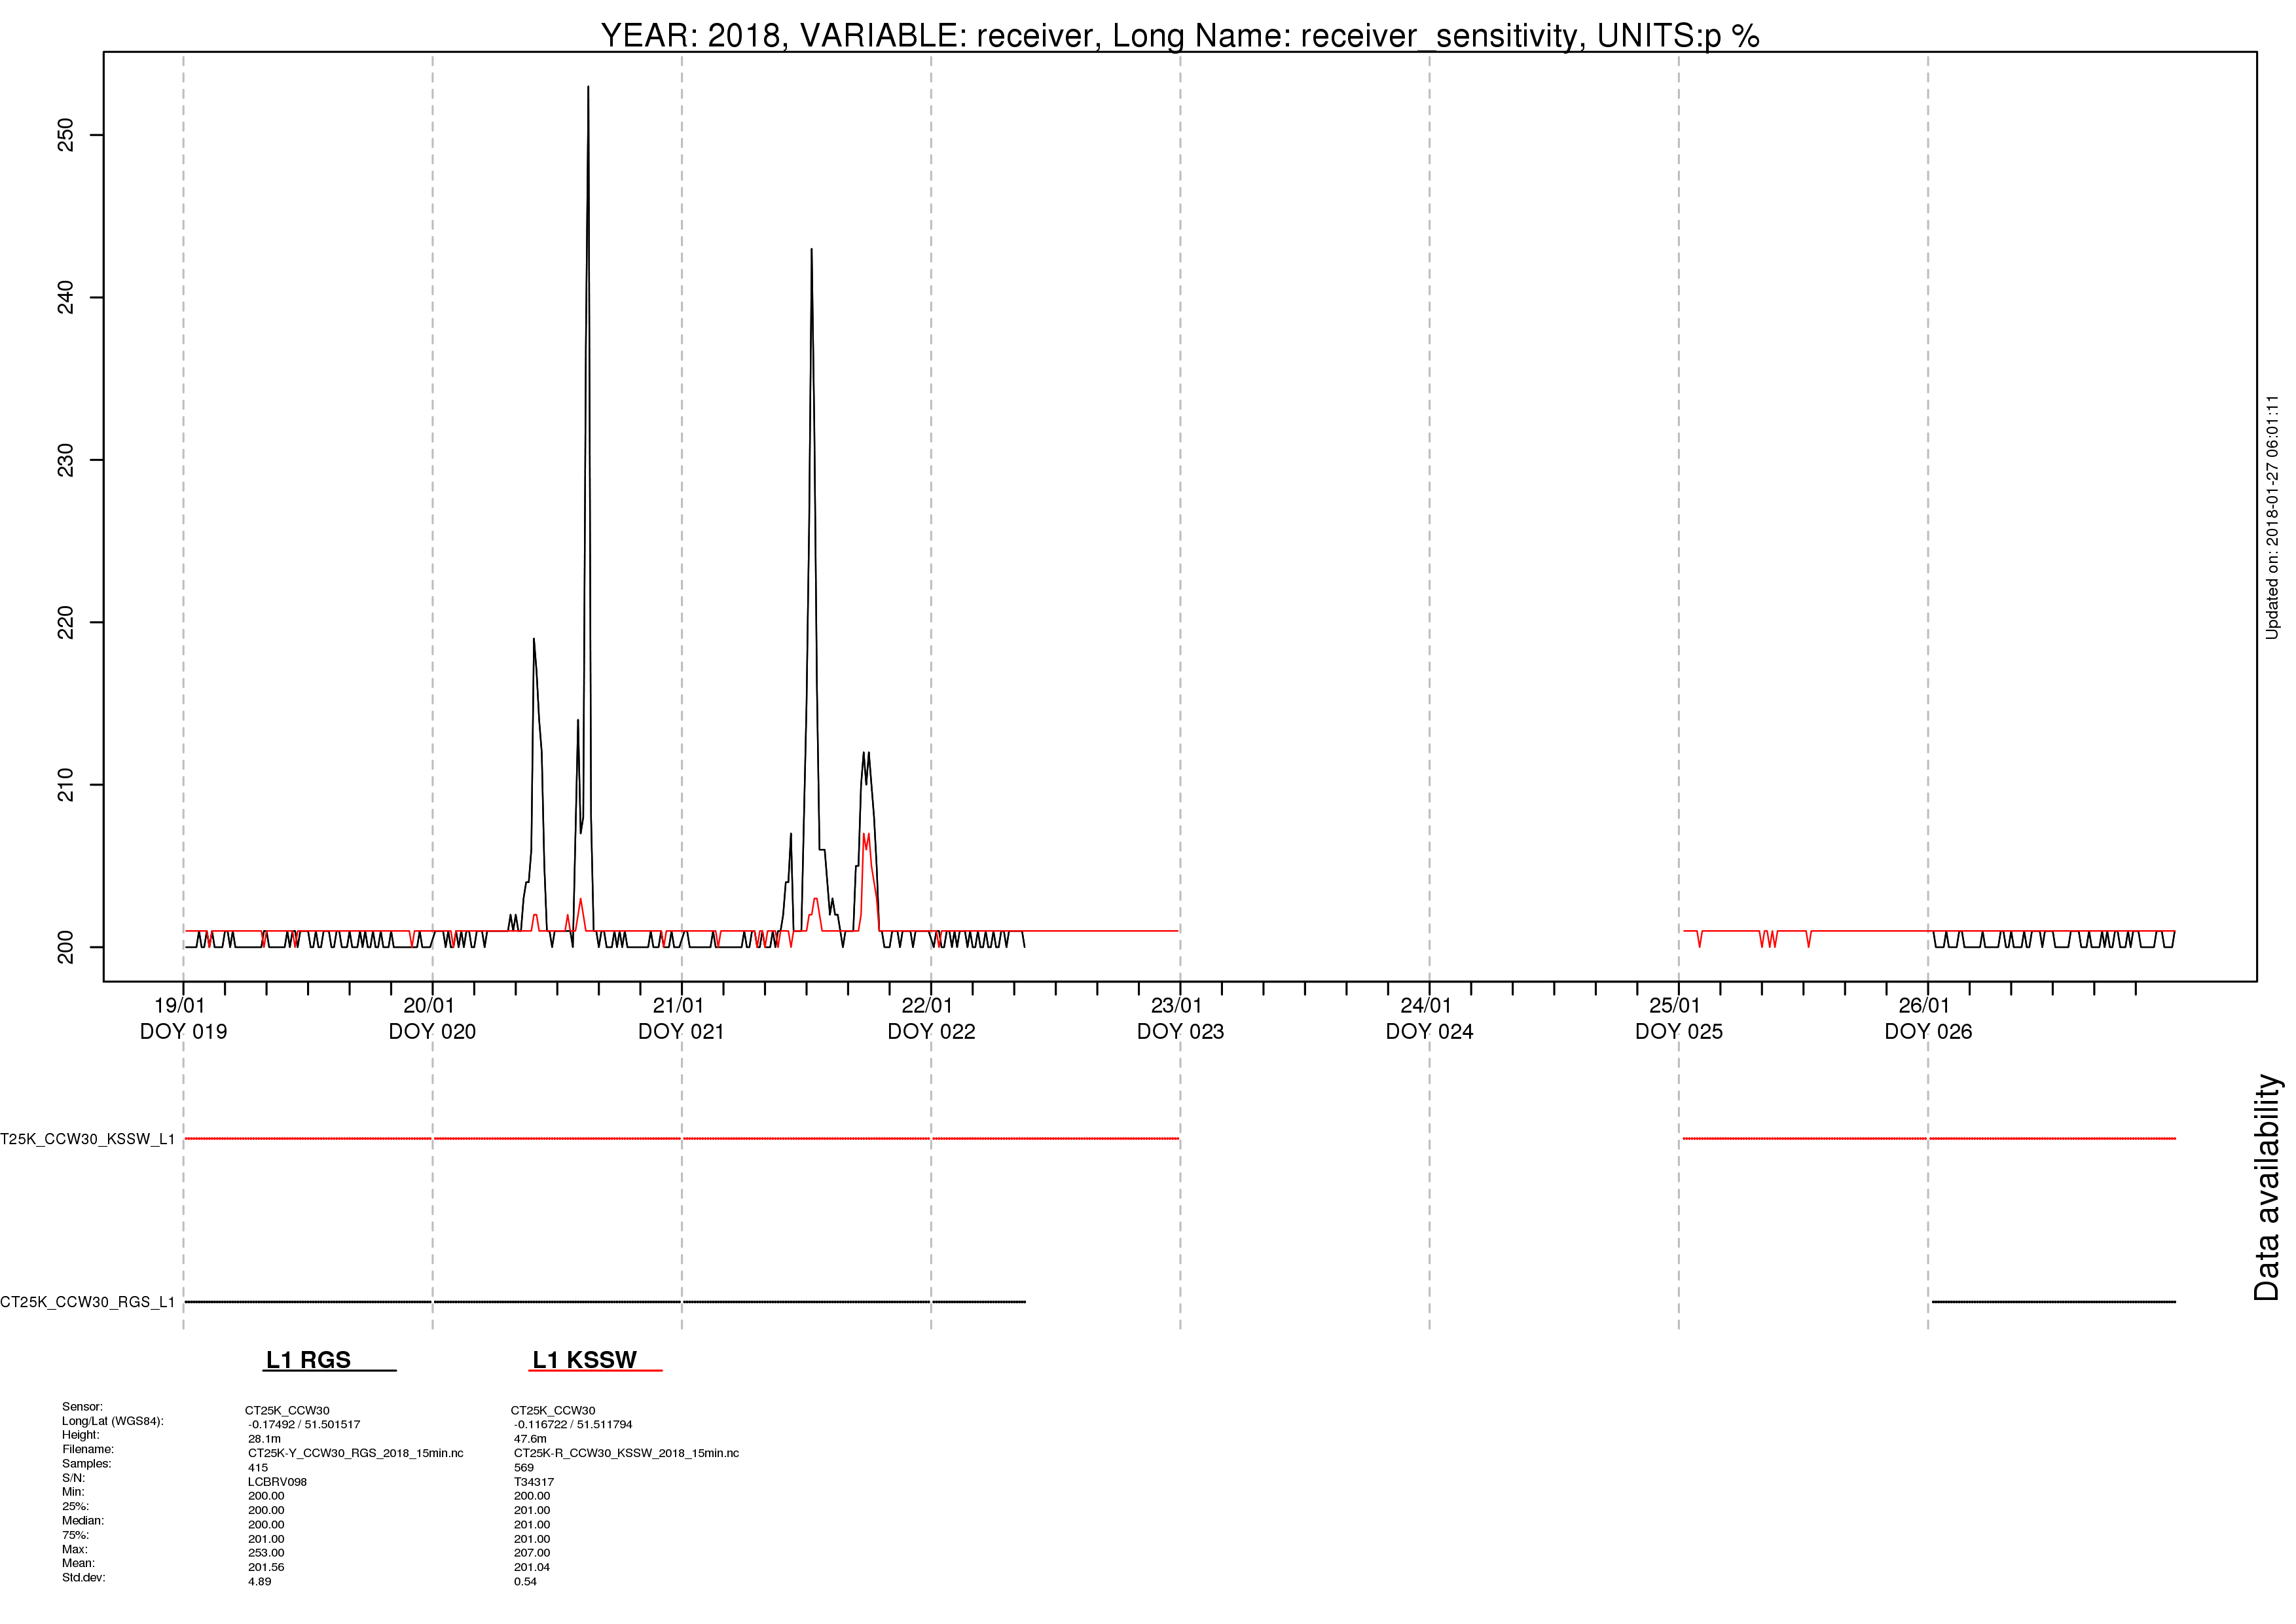 YEAR: 2018, VARIABLE: receiver, Long Name: receiver_sensitivity, UNITS:p %
250
240
230
220
210
200
Updated on: 2018-01-27 06:01:11
19/01 20/01 21/01 22/01 23/01 24/01 25/01 26/01
DOY 019 DOY 020 DOY 021 DOY 022 DOY 023 DOY 024 DOY 025 DOY 026
T25K_CCW30_KSSW_L1
CT25K_CCW30_RGS_L1
Data availability
L1 RGS L1 KSSW
Sensor: CT25K_CCW30 CT25K_CCW30
Long/Lat (WGS84): -0.17492 / 51.501517 -0.116722 / 51.511794
Height: 28.1m 47.6m
Filename: CT25K-Y_CCW30_RGS_2018_15min.nc CT25K-R_CCW30_KSSW_2018_15min.nc
Samples: 415 569
S/N: LCBRV098 T34317
Min: 200.00 200.00
25%: 200.00 201.00
Median: 200.00 201.00
75%: 201.00 201.00
Max: 253.00 207.00
Mean: 201.56 201.04
Std.dev: 4.89 0.54